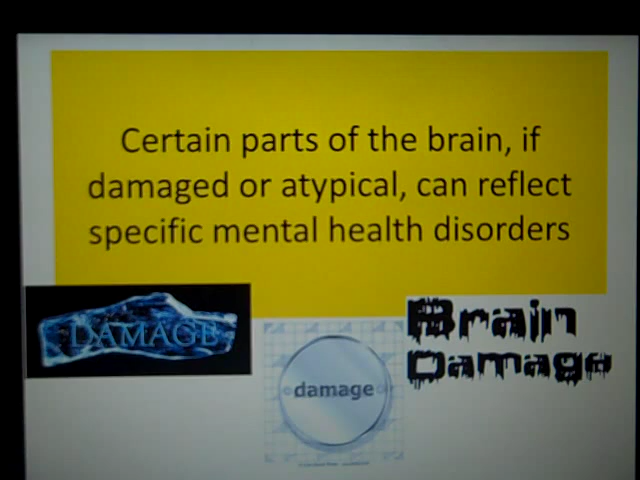 Certain parts of the brain, if
damaged or atypical, can reflect
specific mental health disorders
DAMAGE
Brain
Damage
damage